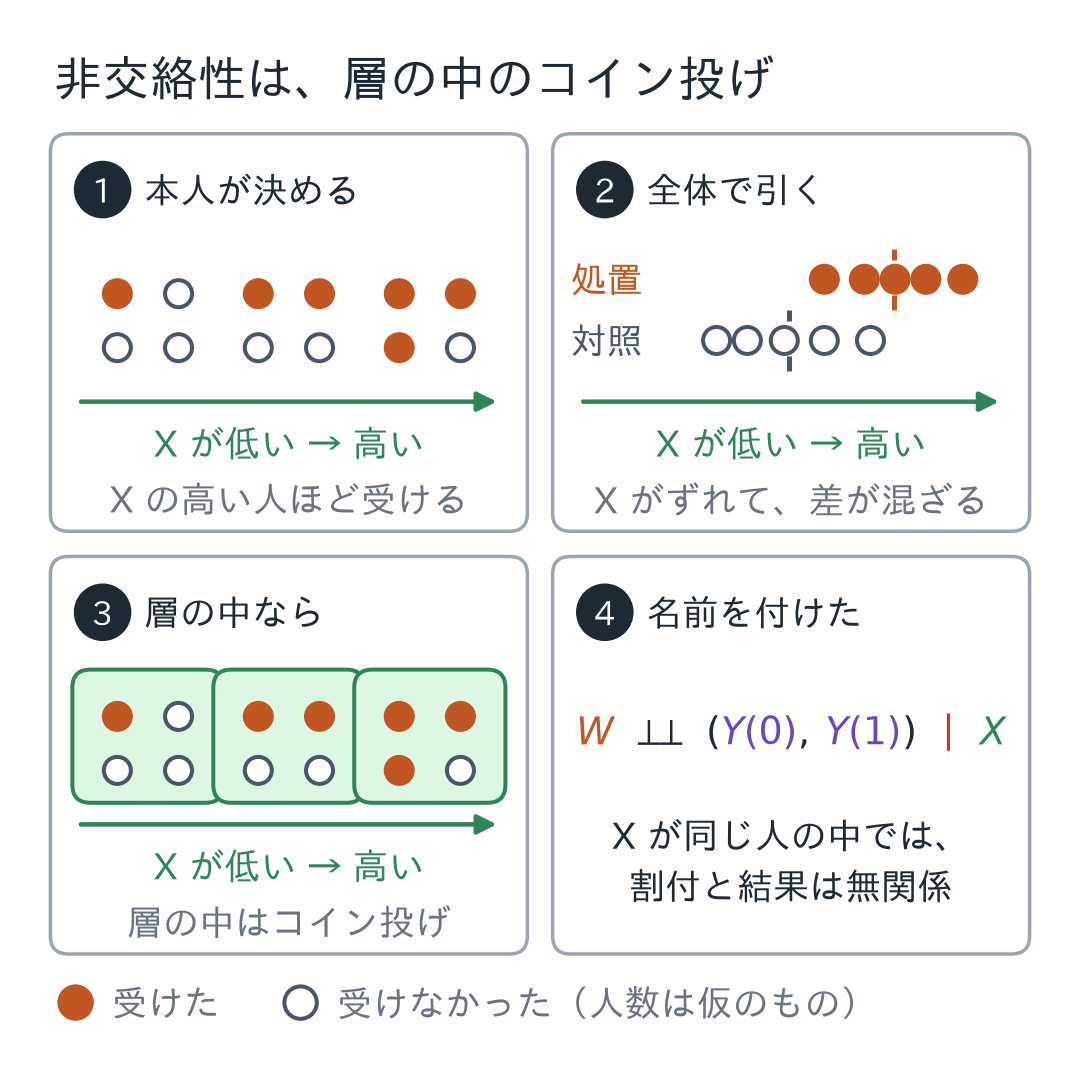 非交絡性は、層の中のコイン投げ
1 本人が決める
X が低い → 高い
X の高い人ほど受ける
2 全体で引く
処置
対照
X が低い → 高い
X がずれて、差が混ざる
3 層の中なら
X が低い → 高い
層の中はコイン投げ
4 名前を付けた
W ⊥⊥ (Y(0), Y(1)) | X
X が同じ人の中では、
割付と結果は無関係
受けた
受けなかった（人数は仮のもの）